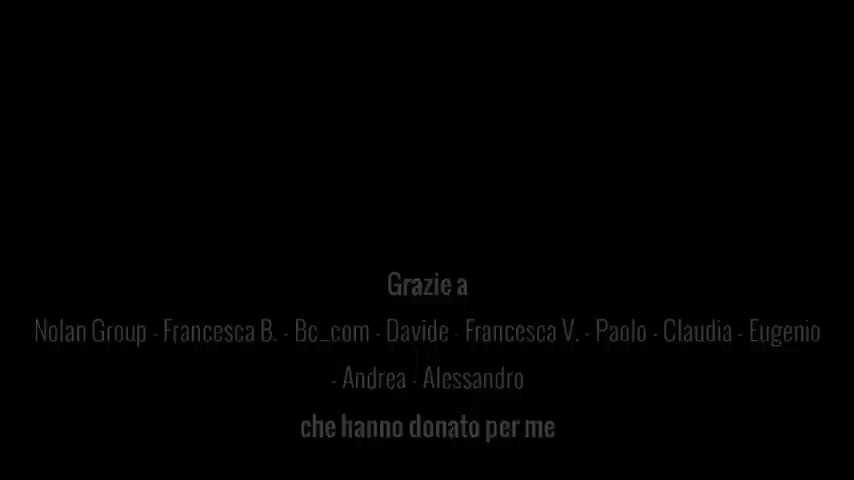 Grazie a
Nolan Group - Francesca B. - Bc_com - Davide - Francesca V. - Paolo - Claudia - Eugenio
- Andrea - Alessandro
che hanno donato per me